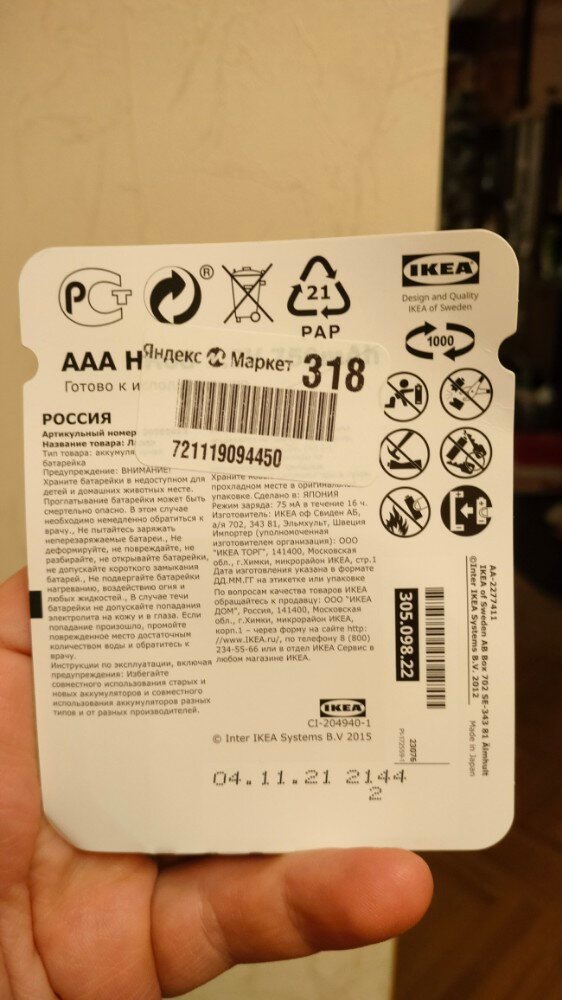 РСТ
®
21
PAP
IKEA
Design and Quality
IKEA of Sweden
1000
AAA H
Яндекс Маркет 318
Готово к и
721119094450
РОССИЯ
Артикульный номер
Название товара:
Тип товара: аккуму
батарейка
Предупреждение: ВНИМАНИЕ!
Храните батарейки в недоступном для
детей и домашних животных месте.
Проглатывание батарейки может быть
смертельно опасно. В этом случае
необходимо немедленно обратиться к
врачу., Не пытайтесь заряжать
неперезаряжаемые батареи., Не
деформируйте, не повреждайте, не
разбирайте, не открывайте батарейки,
не допускайте короткого замыкания
батарей., Не подвергайте батарейки
нагреванию, воздействию огня и
любых жидкостей., В случае течи
батарейки не допускайте попадания
электролита на кожу и в глаза. Если
попадание произошло, промойте
поврежденное место достаточным
количеством воды и обратитесь к
врачу.
Инструкции по эксплуатации, включая
предупреждения: Избегайте
совместного использования старых и
новых аккумуляторов и совместного
использования аккумуляторов разных
типов и от разных производителей.
Храните
прохладном месте в оригинальной
упаковке. Сделано в: ЯПОНИЯ
Режим заряда: 75 мА в течение 16 ч.
Изготовитель: ИКЕА оф Свиден АБ,
а/я 702, 343 81, Эльмхульт, Швеция
Импортер (уполномоченная
изготовителем организация): ООО
"ИКЕА ТОРГ", 141400, Московская
обл., г.Химки, микрорайон ИКЕА, стр.1
Дата изготовления указана в формате
ДД.ММ.ГГ на этикетке или упаковке
По вопросам качества товаров ИКЕА
обращайтесь к продавцу: ООО "ИКЕА
ДОМ", Россия, 141400, Московская
обл., г.Химки, микрорайон ИКЕА,
корп.1 – через форму на сайте http:
//www.IKEA.ru/, по телефону 8 (800)
234-55-66 или в отдел ИКЕА Сервис в
любом магазине ИКЕА.
305.098.22
AA-2277411
IKEA of Sweden AB Box 702 SE-343 81 Älmhult
©Inter IKEA Systems B.V. 2012
Made in Japan
IKEA
CI-204940-1
© Inter IKEA Systems B.V 2015
23076
04.11.21 2144
2